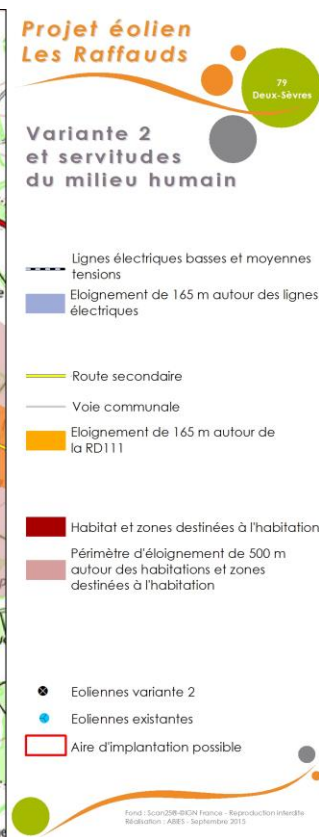 Projet éolien
Les Raffauds
79
Deux-Sèvres
Variante 2
et servitudes
du milieu humain
Lignes électriques basses et moyennes
tensions
Eloignement de 165 m autour des lignes
électriques
Route secondaire
Voie communale
Eloignement de 165 m autour de
la RD111
Habitat et zones destinées à l'habitation
Périmètre d'éloignement de 500 m
autour des habitations et zones
destinées à l'habitation
Eoliennes variante 2
Eoliennes existantes
Aire d'implantation possible
Fond : Scan25®-©IGN France - Reproduction interdite
Réalisation : ABIES - Septembre 2015